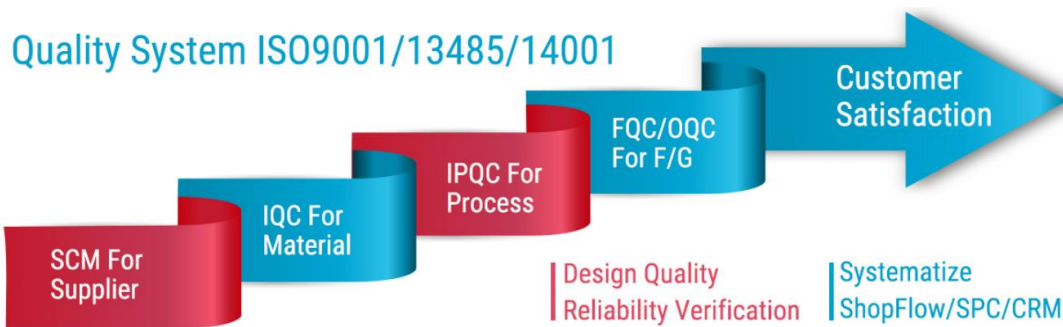 Quality System ISO9001/13485/14001
SCM For
Supplier
IQC For
Material
IPQC For
Process
FQC/OQC
For F/G
Customer
Satisfaction
Design Quality
Reliability Verification
Systematize
ShopFlow/SPC/CRM